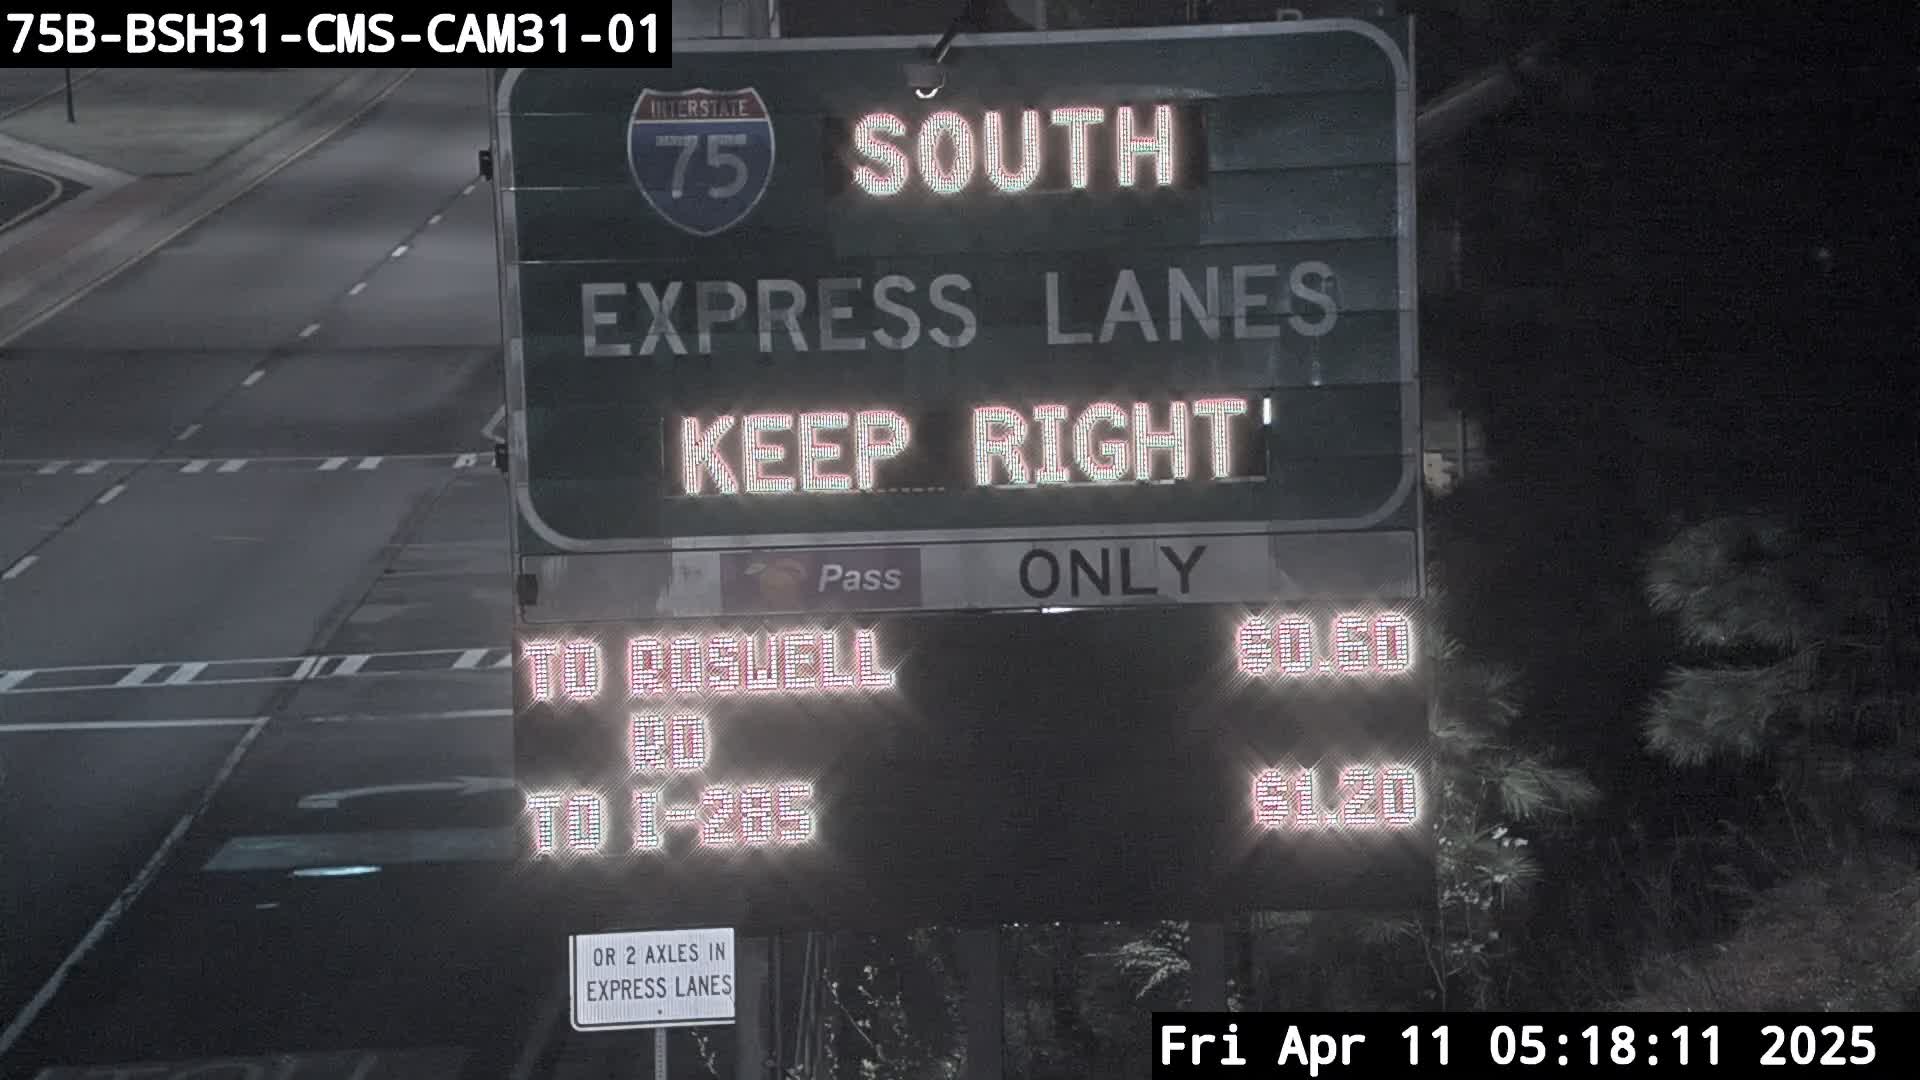 75B-BSH31-CMS-CAM31-01
INTERSTATE
75
SOUTH
EXPRESS LANES
KEEP RIGHT
Pass ONLY
TO ROSWELL $0.60
RD
TO I-285 $1.20
OR 2 AXLES IN
EXPRESS LANES
Fri Apr 11 05:18:11 2025